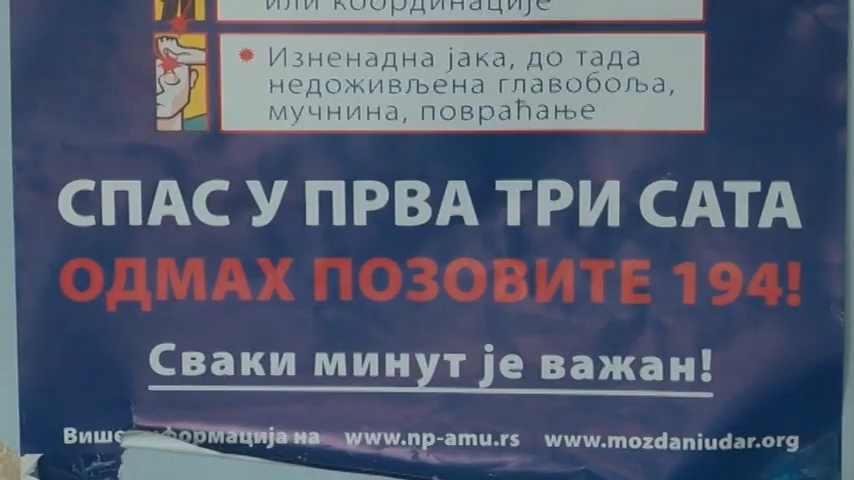 или координације
Изненадна јака, до тада
недоживљена главобоља,
мучнина, повраћање
СПАС У ПРВА ТРИ САТА
ОДМАХ ПОЗОВИТЕ 194!
Сваки минут је важан!
Више формација на www.np-amu.rs www.mozdaniudar.org